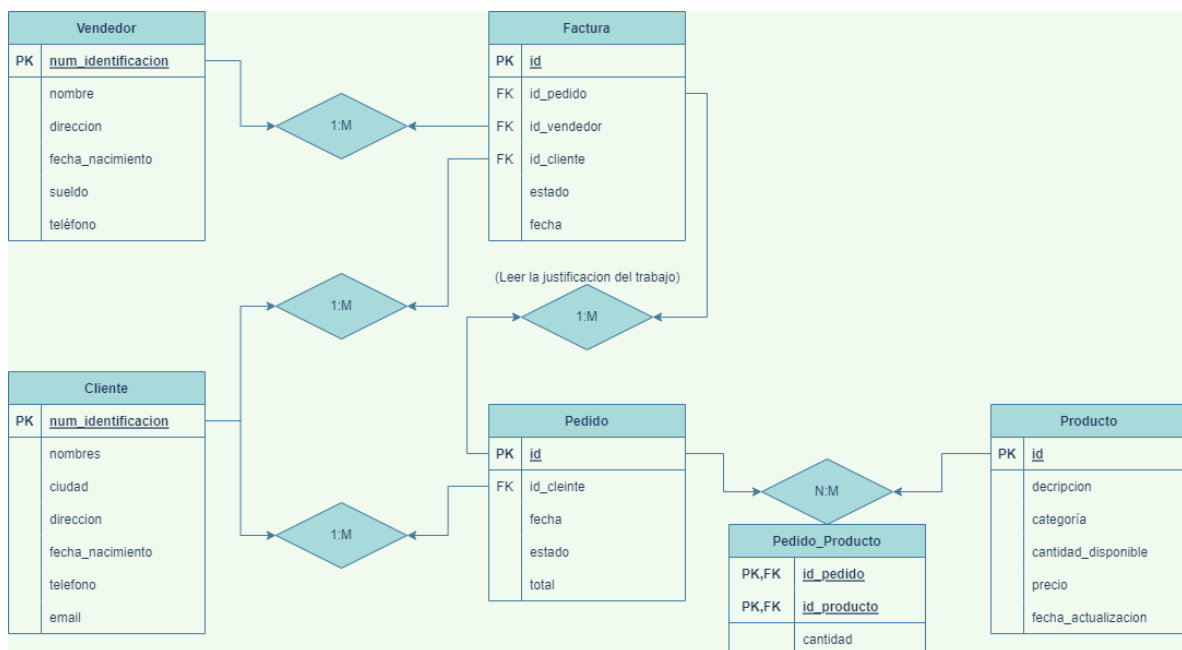 Vendedor
PK num_identificacion
nombre
direccion
fecha_nacimiento
sueldo
teléfono
1:M
Factura
PK id
FK id_pedido
FK id_vendedor
FK id_cliente
estado
fecha
1:M
(Leer la justificacion del trabajo)
1:M
Cliente
PK num_identificacion
nombres
ciudad
direccion
fecha_nacimiento
telefono
email
1:M
Pedido
PK id
FK id_cleinte
fecha
estado
total
N:M
Pedido_Producto
PK,FK id_pedido
PK,FK id_producto
cantidad
Producto
PK id
decripcion
categoría
cantidad_disponible
precio
fecha_actualizacion